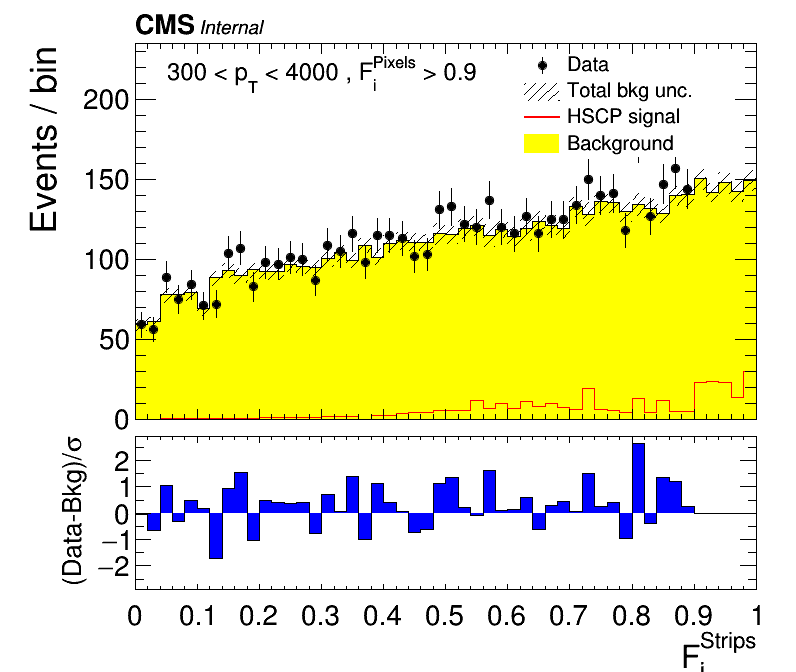 CMS Internal
300 < pT < 4000 , FiPixels > 0.9
Data
Total bkg unc.
HSCP signal
Background
Events / bin
200
150
100
50
0
(Data-Bkg)/σ
2
1
0
−1
−2
0 0.1 0.2 0.3 0.4 0.5 0.6 0.7 0.8 0.9 1
FiStrips